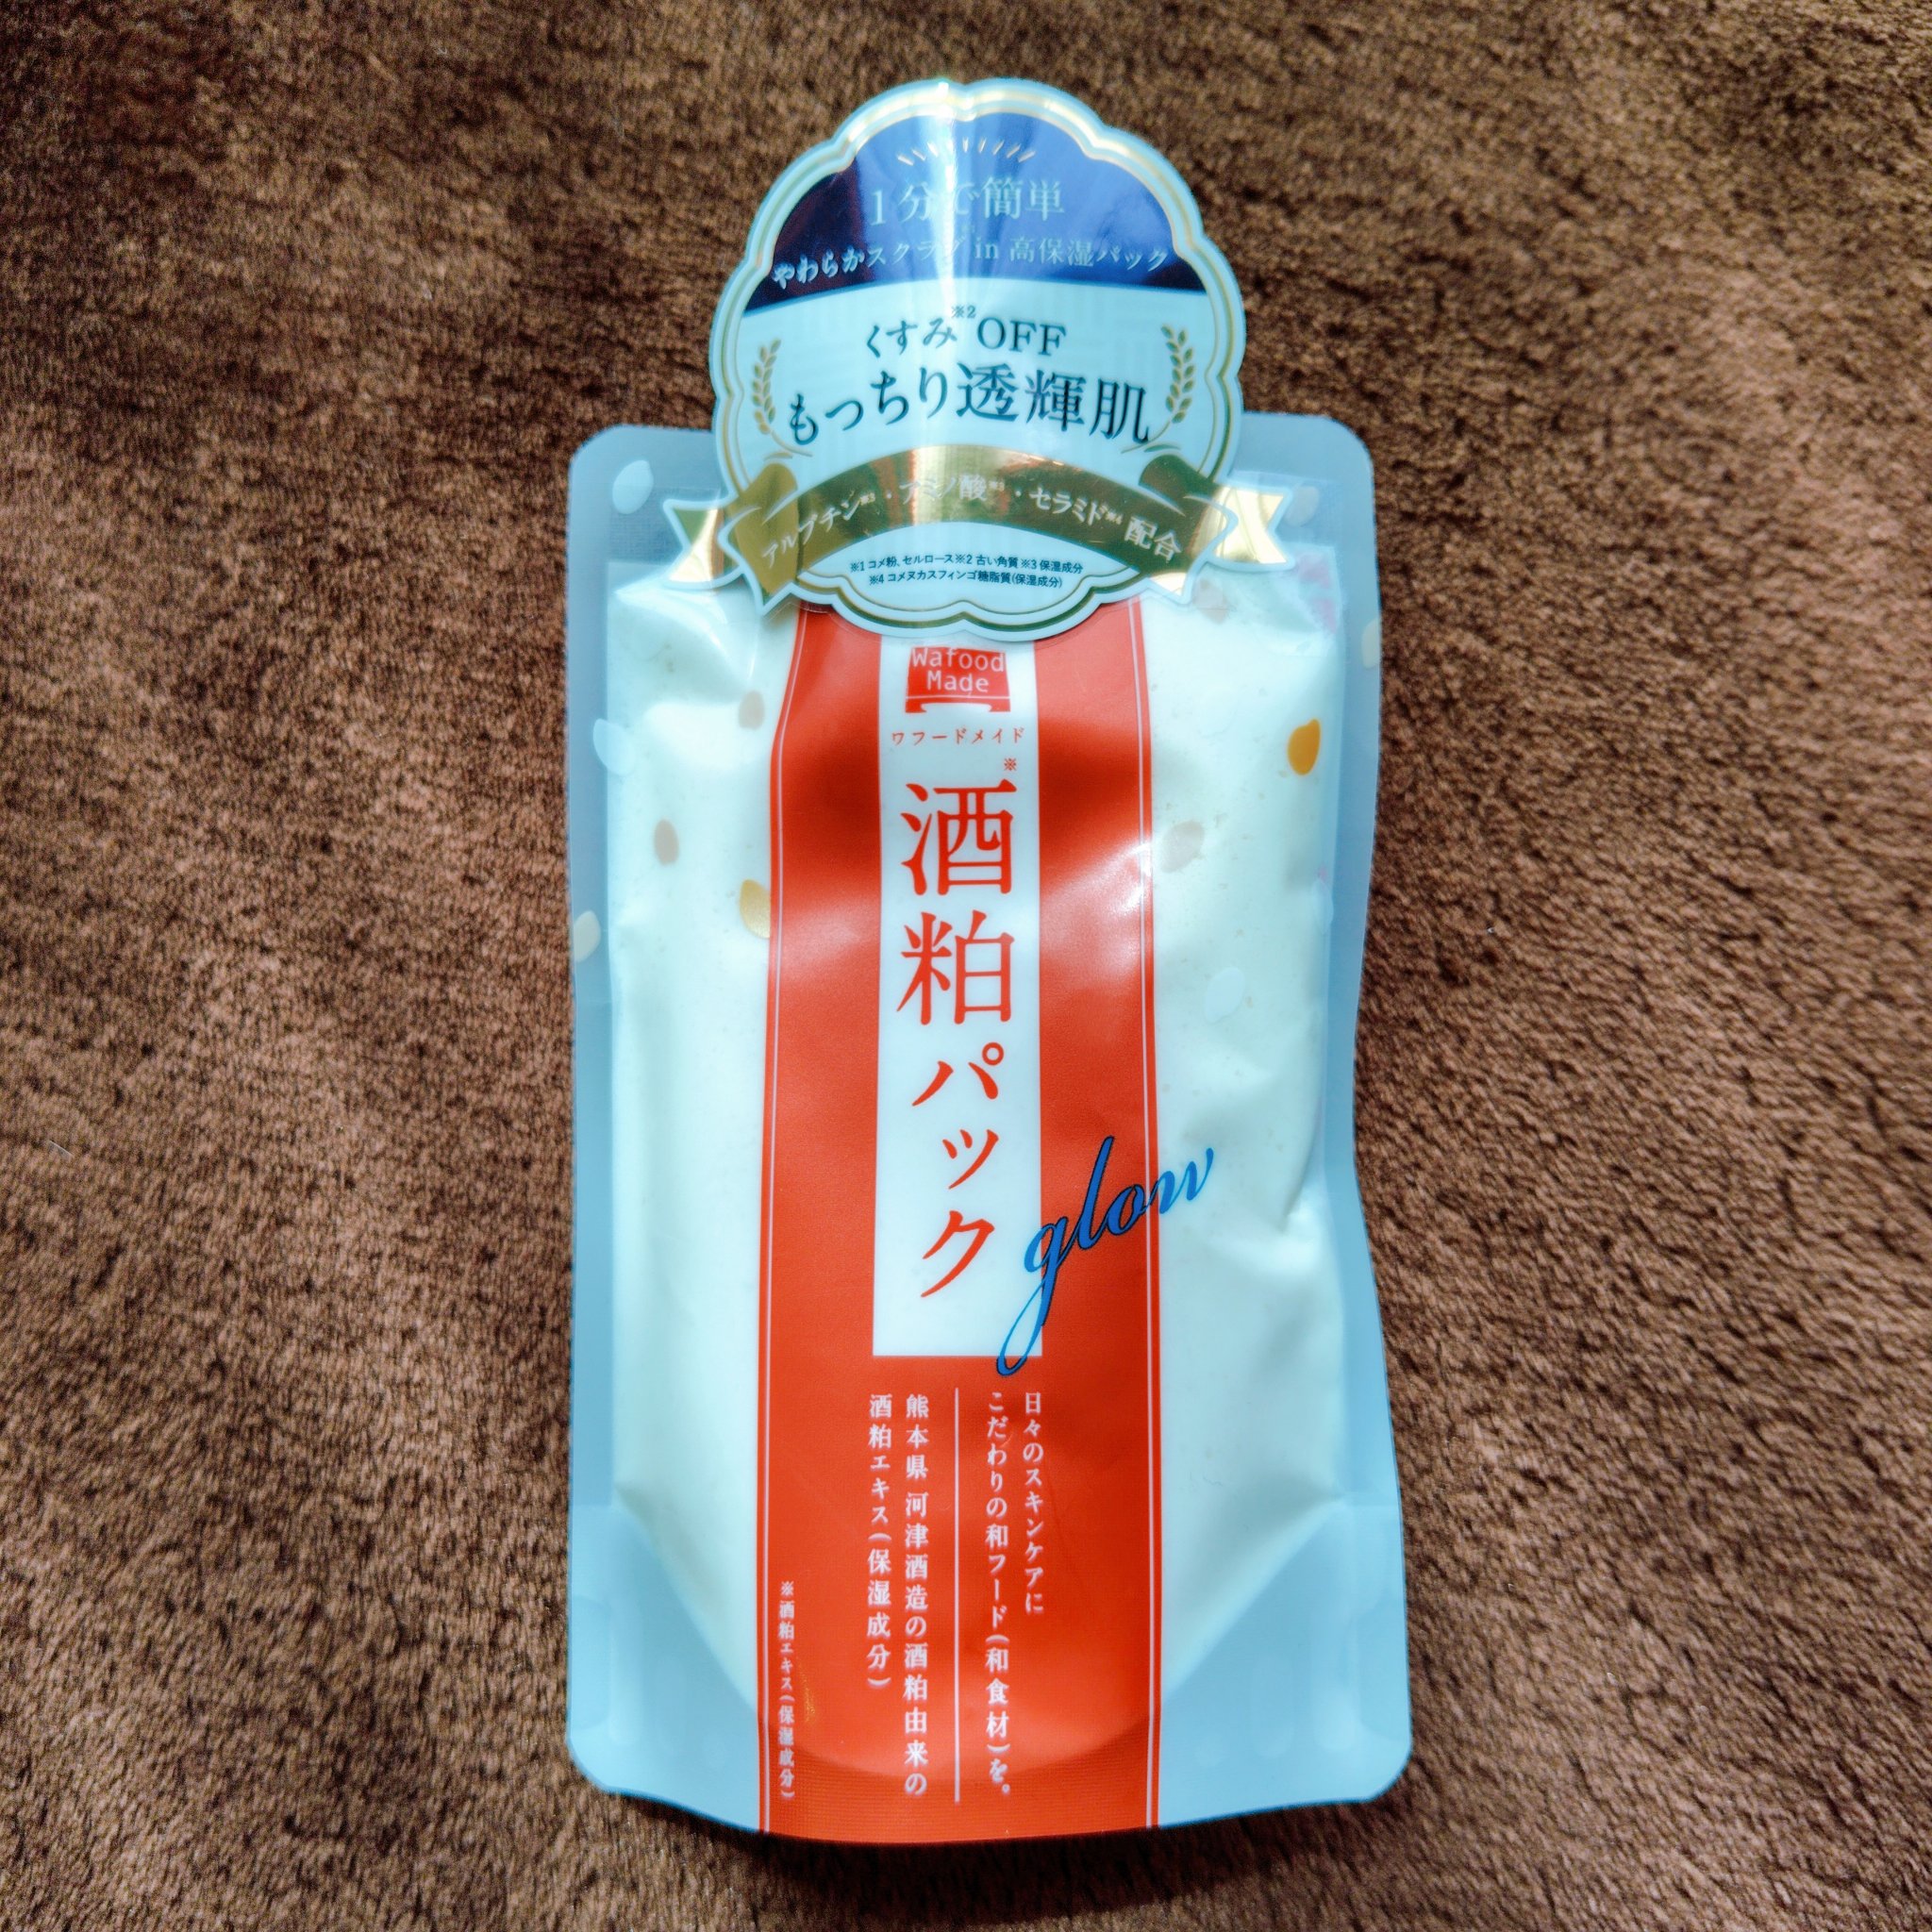 1分で簡単
やわらかスクラブ in 高保湿パック
くすみ※2 OFF
もっちり透輝肌
アルブチン※3・アミノ酸※3・セラミド※4 配合
※1 コメ粉、セルロース※2 古い角質 ※3 保湿成分
※4 コメヌカスフィンゴ糖脂質(保湿成分)
Wafood
Made
ワフードメイド
※
酒粕パック
glow
日々のスキンケアに
こだわりの和フード(和食材)を。
熊本県 河津酒造の酒粕由来の
酒粕エキス(保湿成分)
※酒粕エキス(保湿成分)